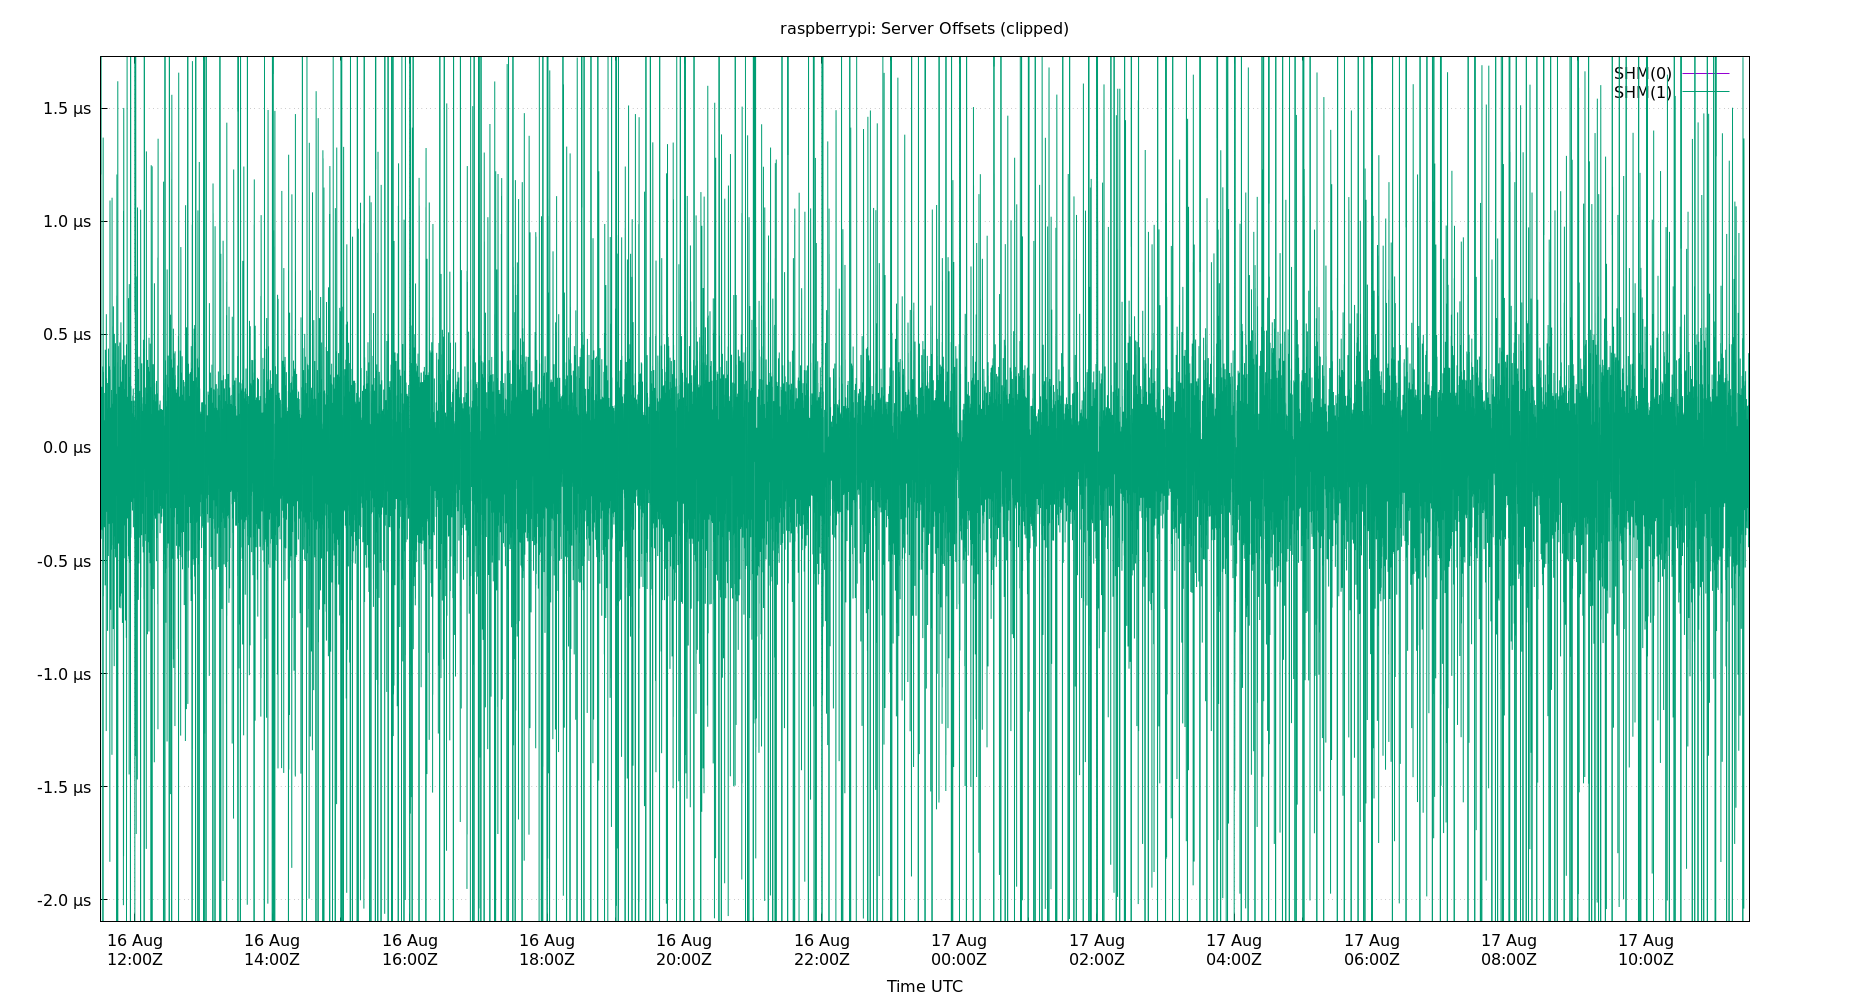 raspberrypi: Server Offsets (clipped)
SHM(0)
SHM(1)
1.5 μs
1.0 μs
0.5 μs
0.0 μs
-0.5 μs
-1.0 μs
-1.5 μs
-2.0 μs
16 Aug 16 Aug 16 Aug 16 Aug 16 Aug 16 Aug 17 Aug 17 Aug 17 Aug 17 Aug 17 Aug 17 Aug
12:00Z 14:00Z 16:00Z 18:00Z 20:00Z 22:00Z 00:00Z 02:00Z 04:00Z 06:00Z 08:00Z 10:00Z
Time UTC